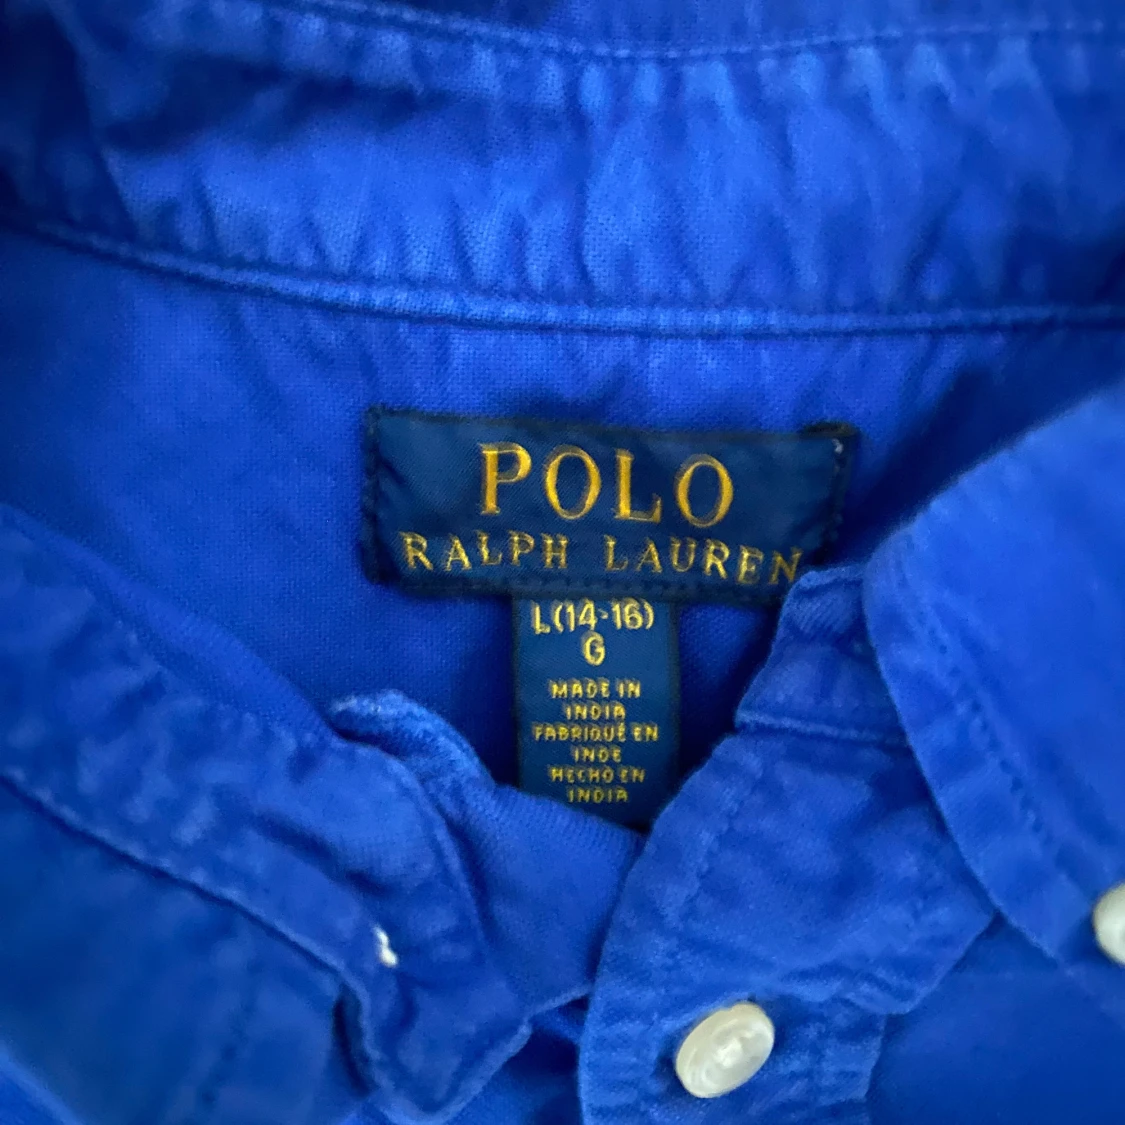 POLO
RALPH LAUREN
L(14-16)
G
MADE IN
INDIA
FABRIQUÉ EN
INDE
HECHO EN
INDIA